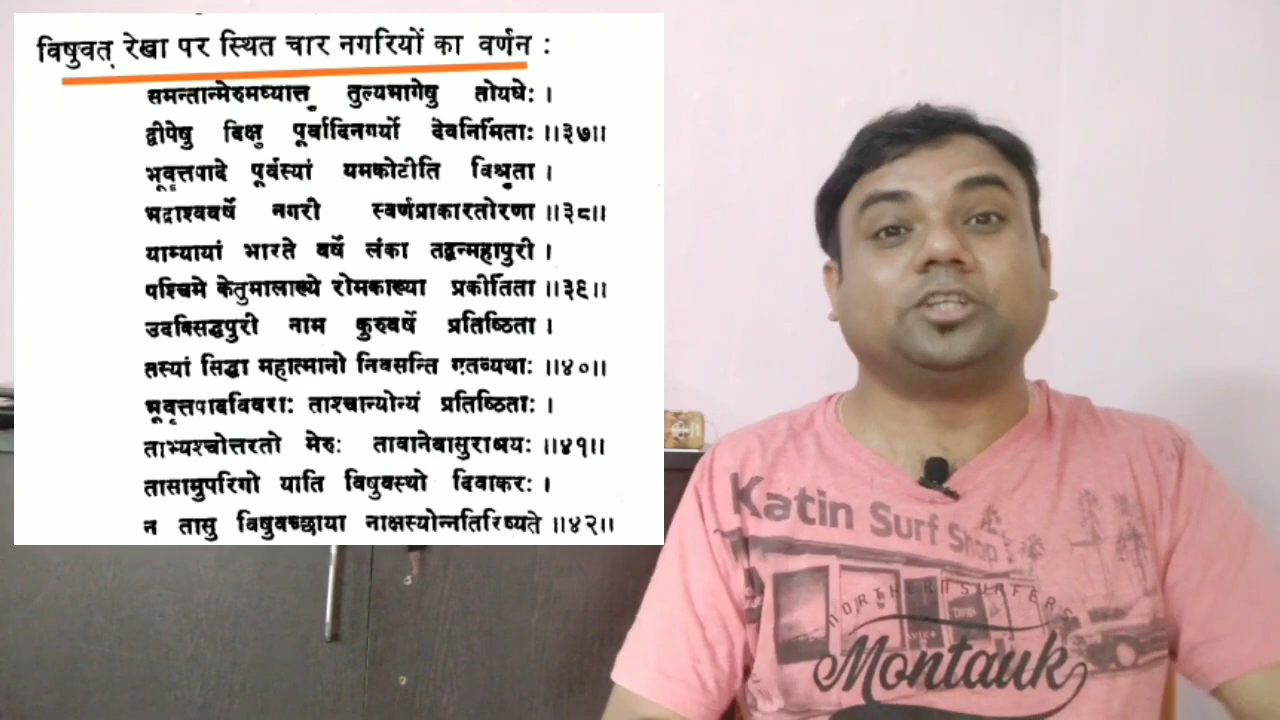 विषुवत् रेखा पर स्थित चार नगरियों का वर्णन :
समन्तान्मेरुमध्यात्तु तुल्यभागेषु तोयधेः ।
द्वीपेषु दिक्षु पूर्वादिनगर्यो देवनिर्मिताः ॥३७॥
भूवृत्तपादे पूर्वस्यां यमकोटीति विश्रुता ।
भद्राश्ववर्षे नगरी स्वर्णप्राकारतोरणा ॥३८॥
याम्यायां भारते वर्षे लंका तद्वन्महापुरी ।
पश्चिमे केतुमालाख्ये रोमकाख्या प्रकीर्तिता ॥३९॥
उदक्सिद्धपुरी नाम कुरुवर्षे प्रतिष्ठिता ।
तस्यां सिद्धा महात्मानो निवसन्ति गतव्यथाः ॥४०॥
भूवृत्तपादविवराः ताश्चान्योन्यं प्रतिष्ठिताः ।
ताभ्यश्चोत्तरतो मेरुः तावानेवासुराश्रयः ॥४१॥
तासामुपरिगो याति विषुवस्थो दिवाकरः ।
न तासु विषुवच्छाया नाक्षस्योन्नतिरिष्यते ॥४२॥
Katin Surf Shop
NORTHERN SURFERS
Montauk